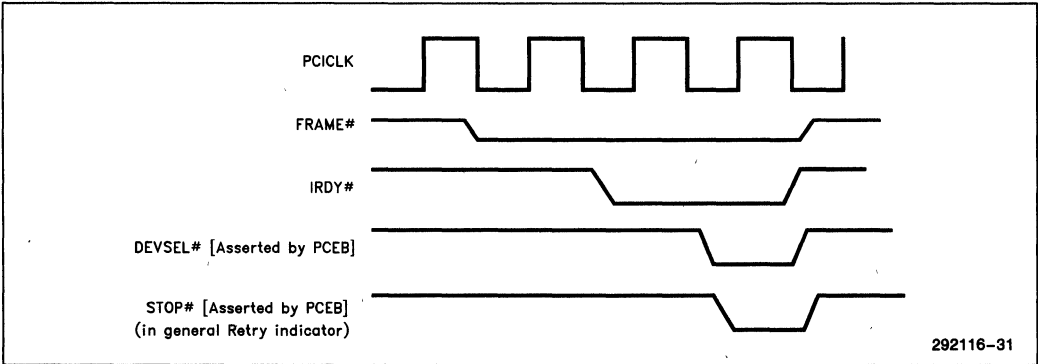 PCICLK
FRAME#
IRDY#
DEVSEL# [Asserted by PCEB]
STOP# [Asserted by PCEB]
(in general Retry indicator)
292116-31